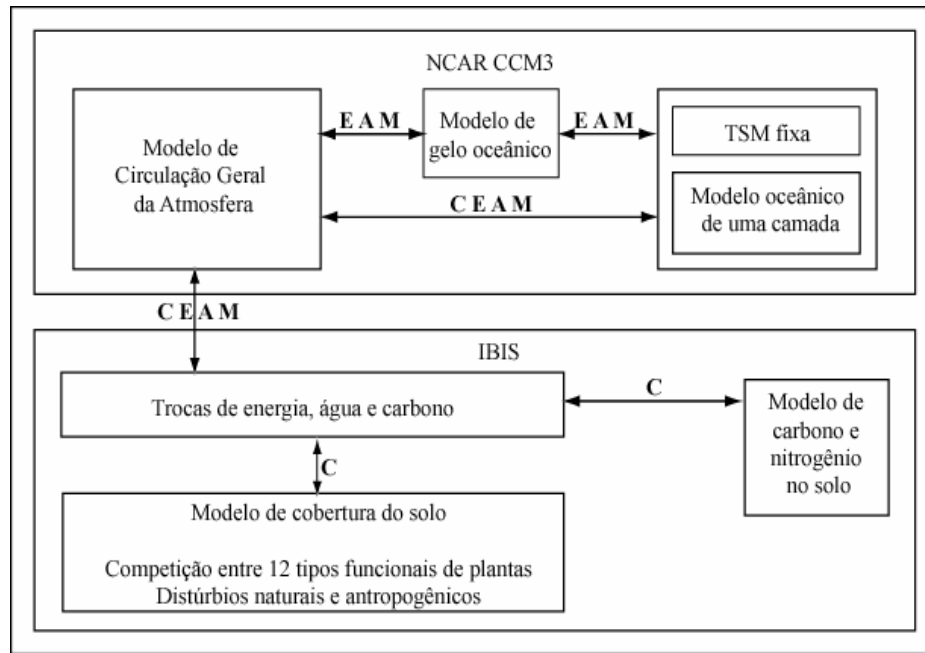 NCAR CCM3
Modelo de
Circulação Geral
da Atmosfera
E A M
Modelo de
gelo oceânico
E A M
TSM fixa
C E A M
Modelo oceânico
de uma camada
C E A M
IBIS
Trocas de energia, água e carbono
C
Modelo de
carbono e
nitrogênio
no solo
C
Modelo de cobertura do solo
Competição entre 12 tipos funcionais de plantas
Distúrbios naturais e antropogênicos